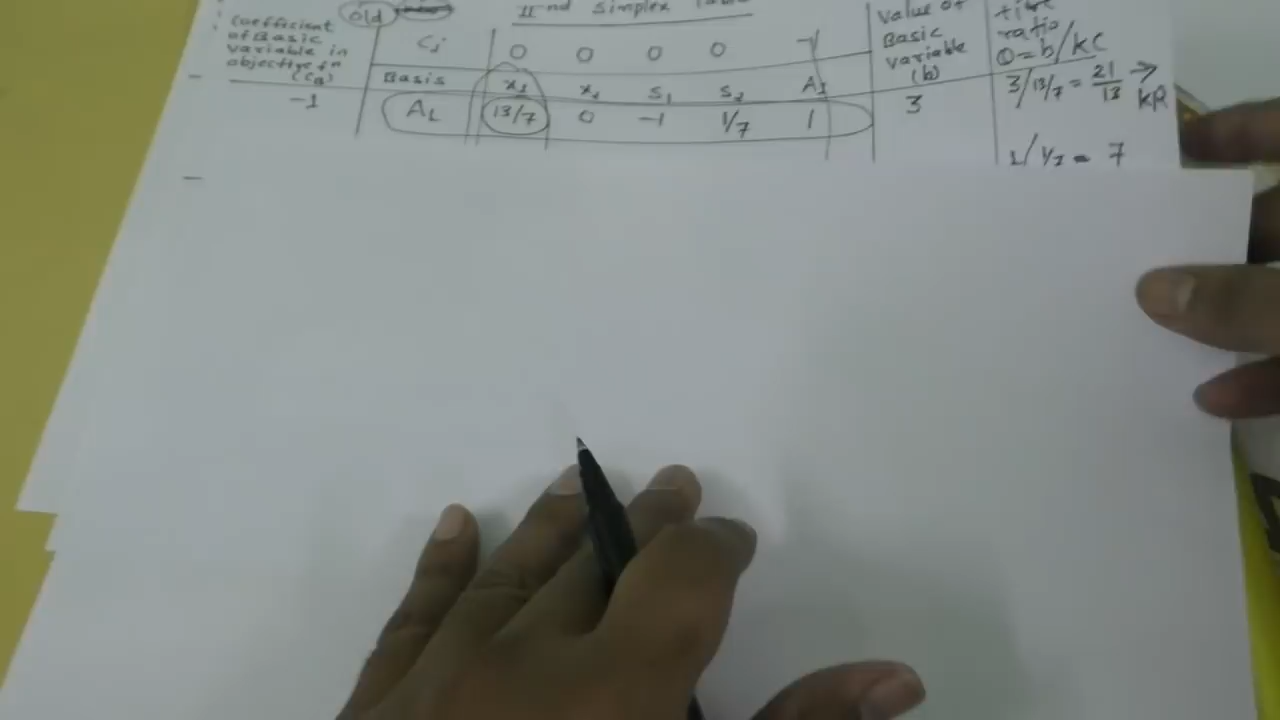 old
IInd Simplex Table
Coefficient of Basic variable in objective fn (CB)
Cj 0 0 0 0 -1
Value of Basic variable (b)
ratio θ = b/KC
Basis x1 x2 S1 S2 A1
-1 A1 13/7 0 -1 1/7 1 3 3/13/7 = 21/13 → KR
1/1/7 = 7